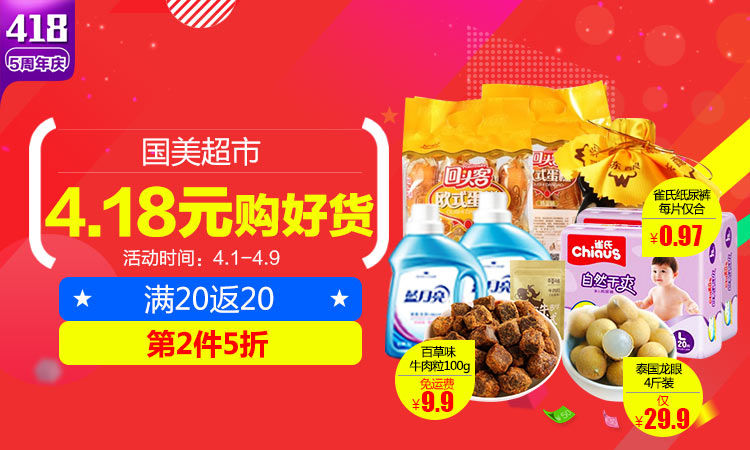 418
5周年庆
国美超市
4.18元购好货
活动时间：4.1-4.9
满20返20
第2件5折
回头客
欧式蛋
蓝月亮
雀氏
Chiaus
自然干爽
L
20片
雀氏纸尿裤
每片仅合
¥0.97
百草味
牛肉粒100g
免运费
¥9.9
泰国龙眼
4斤装
仅
¥29.9